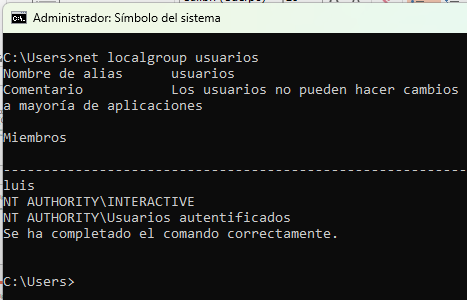 Administrador: Símbolo del sistema
C:\Users>net localgroup usuarios
Nombre de alias usuarios
Comentario Los usuarios no pueden hacer cambios
a mayoría de aplicaciones
Miembros
-------------------------------------------------------------------------------
luis
NT AUTHORITY\INTERACTIVE
NT AUTHORITY\Usuarios autentificados
Se ha completado el comando correctamente.
C:\Users>